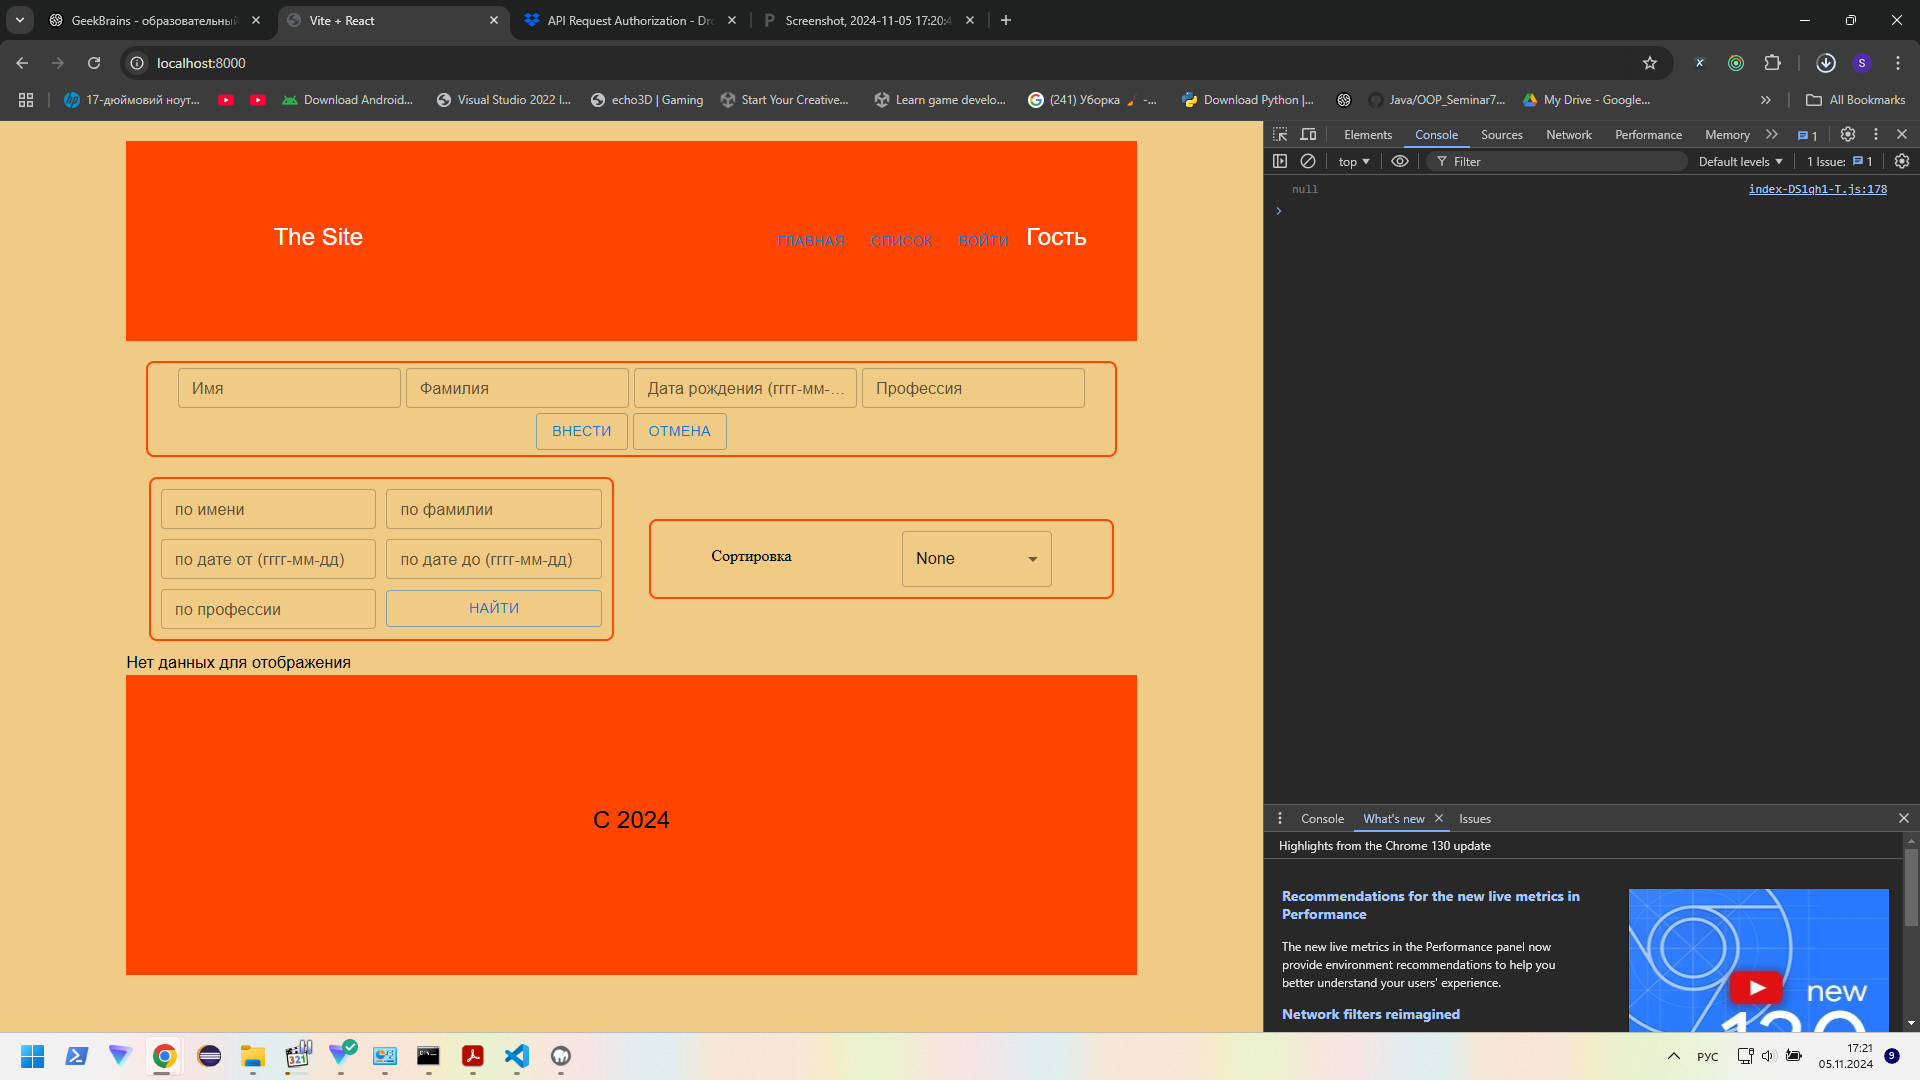 GeekBrains - образовательный
Vite + React
API Request Authorization - Dro
Screenshot, 2024-11-05 17:20:4
localhost:8000
S
17-дюймовий ноут...
Download Android...
Visual Studio 2022 I...
echo3D | Gaming
Start Your Creative...
Learn game develo...
(241) Уборка 🧹 -...
Download Python |...
Java/OOP_Seminar7...
My Drive - Google...
All Bookmarks
The Site
ГЛАВНАЯ
СПИСОК
ВОЙТИ
Гость
Имя
Фамилия
Дата рождения (гггг-мм-...
Профессия
ВНЕСТИ
ОТМЕНА
по имени
по фамилии
по дате от (гггг-мм-дд)
по дате до (гггг-мм-дд)
по профессии
НАЙТИ
Сортировка
None
Нет данных для отображения
C 2024
Elements
Console
Sources
Network
Performance
Memory
1
top
Filter
Default levels
1 Issue: 1
null
index-DS1qh1-T.js:178
Console
What's new
Issues
Highlights from the Chrome 130 update
Recommendations for the new live metrics in
Performance
The new live metrics in the Performance panel now
provide environment recommendations to help you
better understand your users' experience.
Network filters reimagined
new
130
321
РУС
17:21
05.11.2024
9